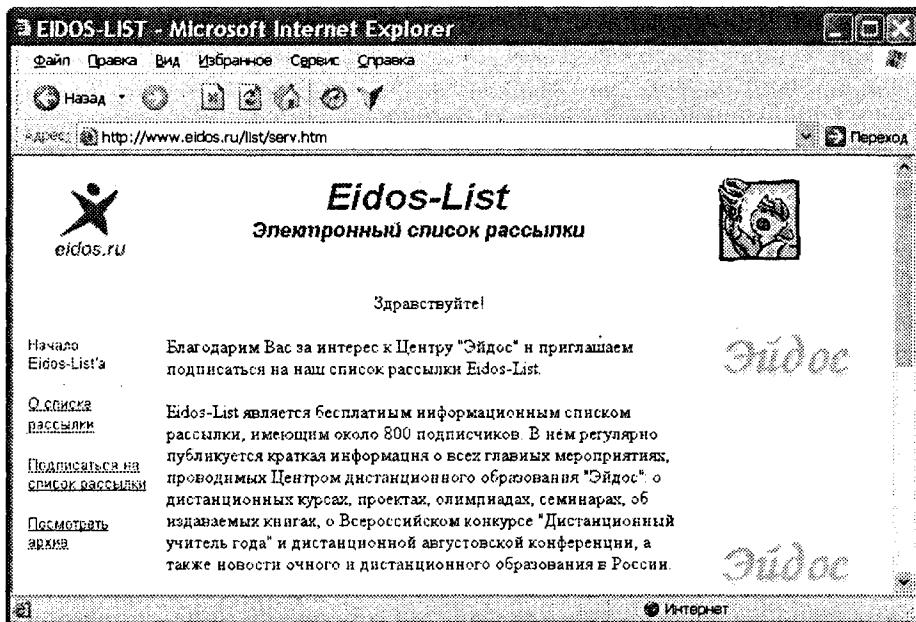 EIDOS-LIST - Microsoft Internet Explorer
Файл Правка Вид Избранное Сервис Справка
Назад
Адрес: http://www.eidos.ru/list/serv.htm Переход
Eidos-List
Электронный список рассылки
eidos.ru
Здравствуйте!
Начало
Eidos-List'а
О списке
рассылки
Подписаться на
список рассылки
Посмотреть
архив
Благодарим Вас за интерес к Центру "Эйдос" и приглашаем
подписаться на наш список рассылки Eidos-List.
Eidos-List является бесплатным информационным списком
рассылки, имеющим около 800 подписчиков. В нём регулярно
публикуется краткая информация о всех главных мероприятиях,
проводимых Центром дистанционного образования "Эйдос": о
дистанционных курсах, проектах, олимпиадах, семинарах, об
издаваемых книгах, о Всероссийском конкурсе "Дистанционный
учитель года" и дистанционной августовской конференции, а
также новости очного и дистанционного образования в России.
Эйдос
Эйдос
Интернет